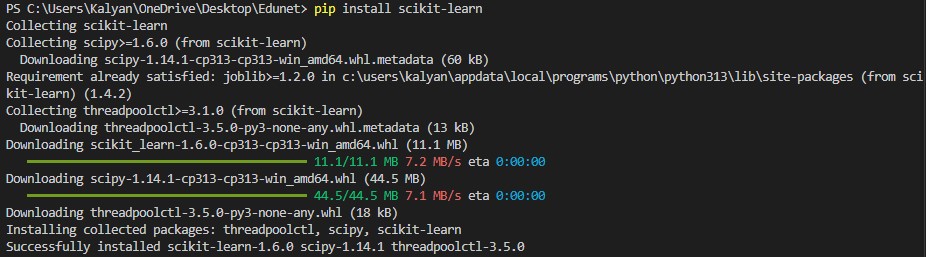 PS C:\Users\Kalyan\OneDrive\Desktop\Edunet> pip install scikit-learn
Collecting scikit-learn
Collecting scipy>=1.6.0 (from scikit-learn)
  Downloading scipy-1.14.1-cp313-cp313-win_amd64.whl.metadata (60 kB)
Requirement already satisfied: joblib>=1.2.0 in c:\users\kalyan\appdata\local\programs\python\python313\lib\site-packages (from sci
kit-learn) (1.4.2)
Collecting threadpoolctl>=3.1.0 (from scikit-learn)
  Downloading threadpoolctl-3.5.0-py3-none-any.whl.metadata (13 kB)
Downloading scikit_learn-1.6.0-cp313-cp313-win_amd64.whl (11.1 MB)
11.1/11.1 MB 7.2 MB/s eta 0:00:00
Downloading scipy-1.14.1-cp313-cp313-win_amd64.whl (44.5 MB)
44.5/44.5 MB 7.1 MB/s eta 0:00:00
Downloading threadpoolctl-3.5.0-py3-none-any.whl (18 kB)
Installing collected packages: threadpoolctl, scipy, scikit-learn
Successfully installed scikit-learn-1.6.0 scipy-1.14.1 threadpoolctl-3.5.0